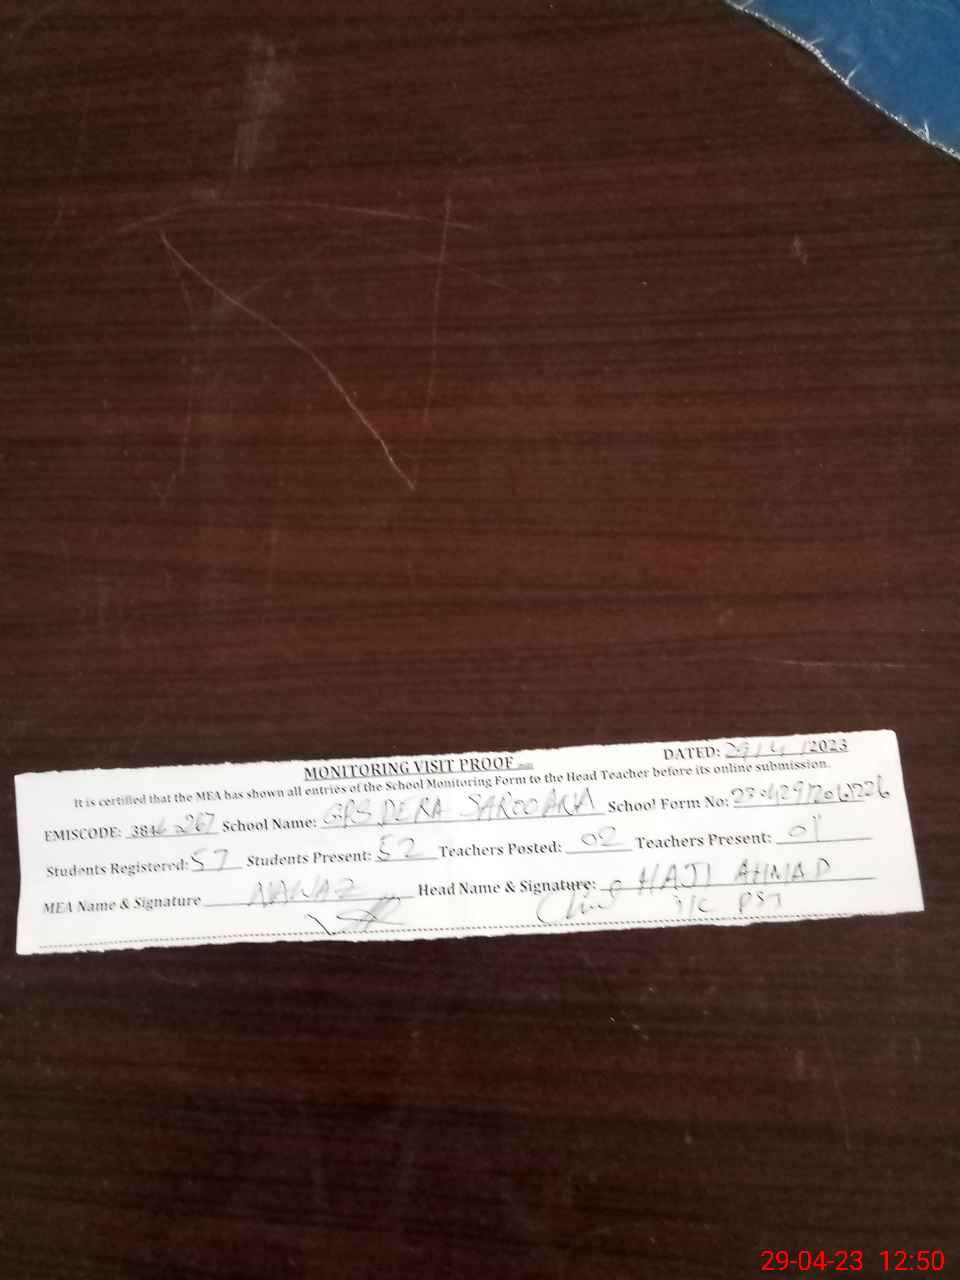 MONITORING VISIT PROOF DATED: 29/4/2023
It is certified that the MEA has shown all entries of the School Monitoring Form to the Head Teacher before its online submission.
EMISCODE: 384 267 School Name: GPS DERA School Form No:
Students Registered: 57 Students Present: 52 Teachers Posted: 02 Teachers Present: 01
MEA Name & Signature NAWAZ Head Name & Signature: HAJI AHMAD
I/C PST
29-04-23 12:50